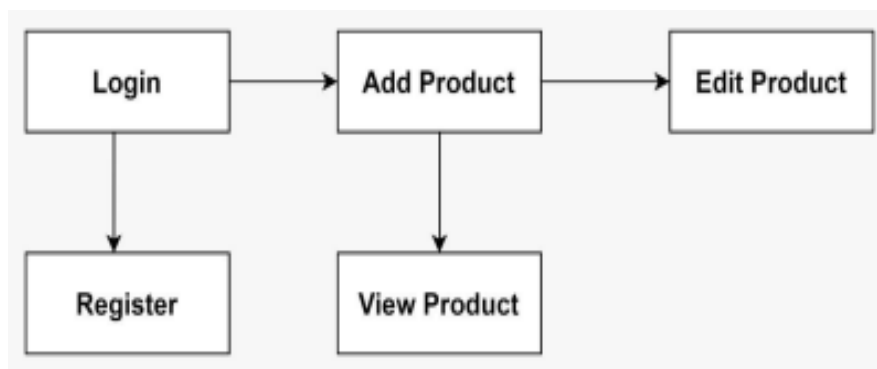 Login
Add Product
Edit Product
Register
View Product